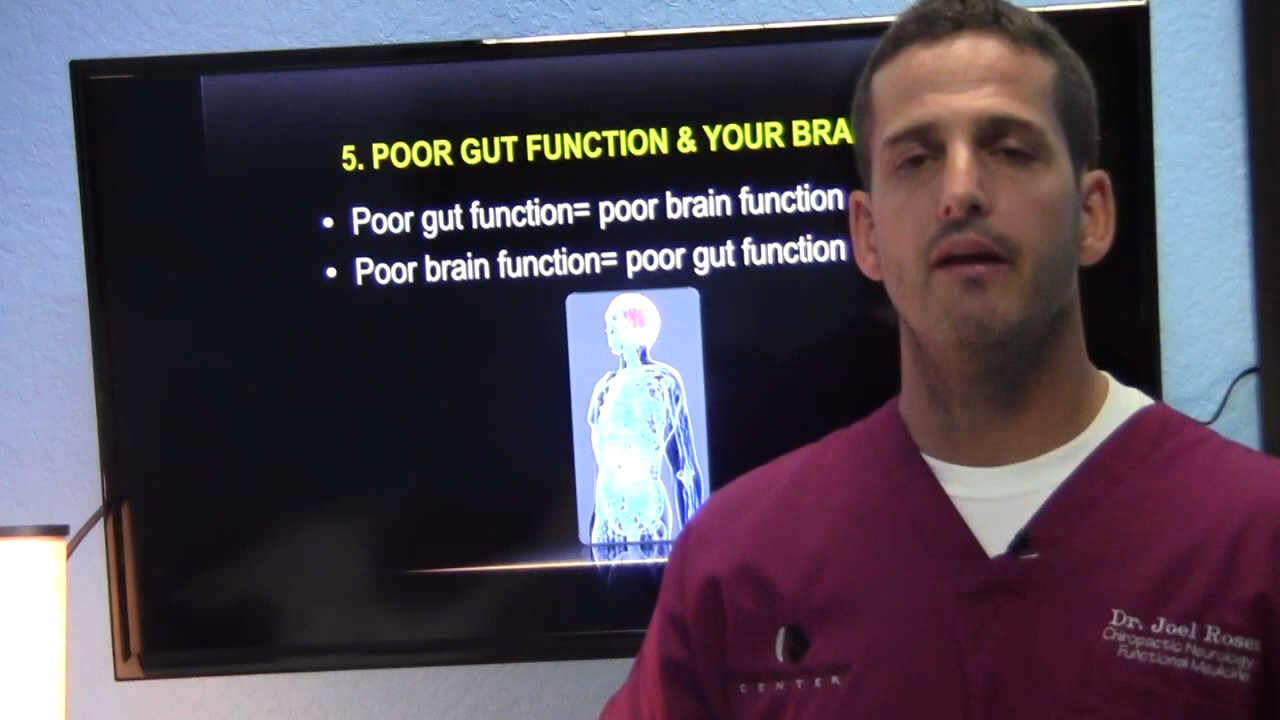 5. POOR GUT FUNCTION & YOUR BRA
• Poor gut function= poor brain function
• Poor brain function= poor gut function
Dr. Joel Rose
Chiropractic Neurology
Functional Medicine
CENTER